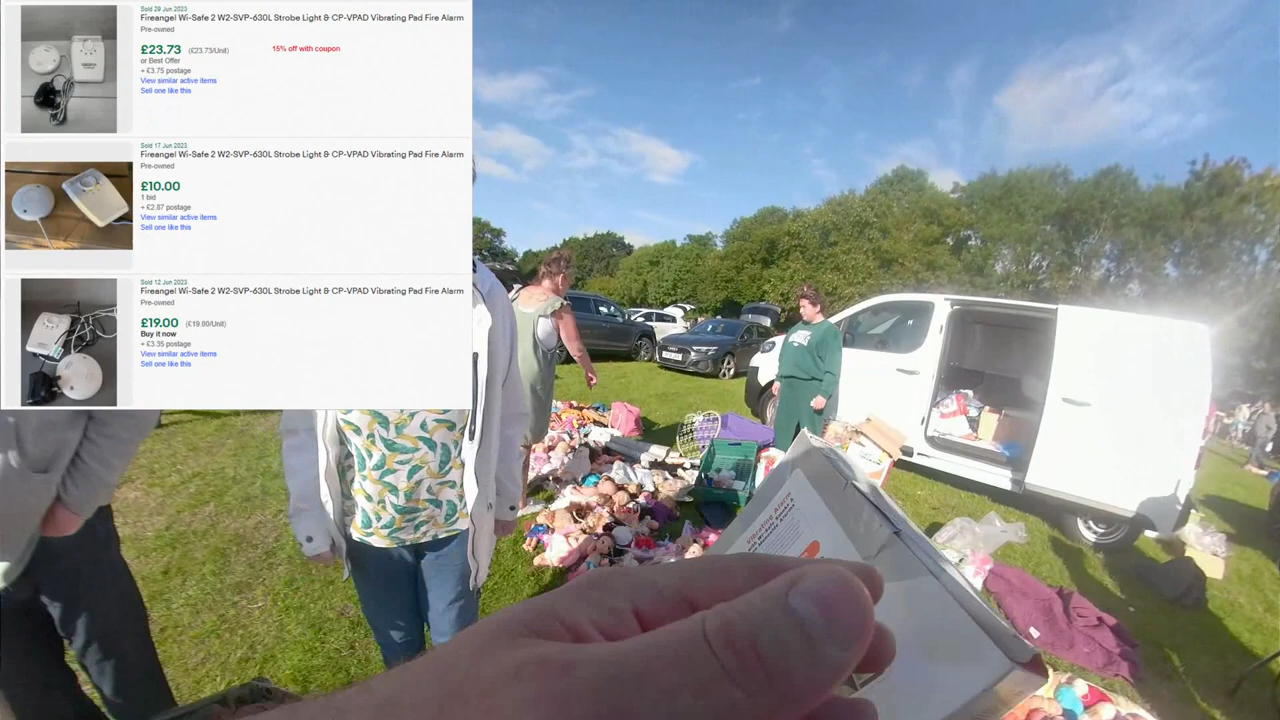 Sold 29 Jun 2023
Fireangel Wi-Safe 2 W2-SVP-630L Strobe Light & CP-VPAD Vibrating Pad Fire Alarm
Pre-owned
£23.73 (£23.73/Unit) 15% off with coupon
or Best Offer
+ £3.75 postage
View similar active items
Sell one like this
Sold 17 Jun 2023
Fireangel Wi-Safe 2 W2-SVP-630L Strobe Light & CP-VPAD Vibrating Pad Fire Alarm
Pre-owned
£10.00
1 bid
+ £2.87 postage
View similar active items
Sell one like this
Sold 12 Jun 2023
Fireangel Wi-Safe 2 W2-SVP-630L Strobe Light & CP-VPAD Vibrating Pad Fire Alarm
Pre-owned
£19.00 (£19.00/Unit)
Buy it now
+ £3.35 postage
View similar active items
Sell one like this
Vibrating Alarm